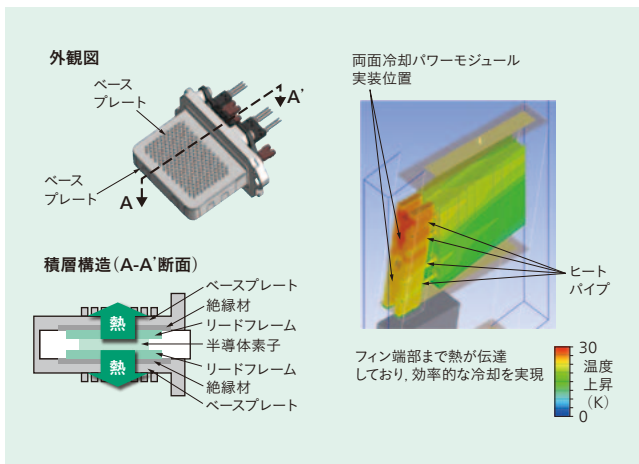 外観図
ベース
プレート
A'
ベース
プレート
A
積層構造(A-A'断面)
ベースプレート
絶縁材
リードフレーム
半導体素子
リードフレーム
絶縁材
ベースプレート
熱
熱
両面冷却パワーモジュール
実装位置
ヒート
パイプ
フィン端部まで熱が伝達
しており,効率的な冷却を実現
30
温度
上昇
(K)
0